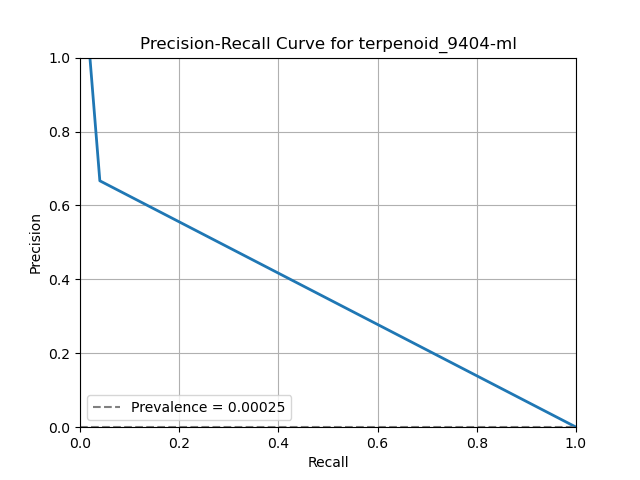 Precision-Recall Curve for terpenoid_9404-ml
1.0
0.8
0.6
0.4
0.2
0.0
Precision
Prevalence = 0.00025
0.0 0.2 0.4 0.6 0.8 1.0
Recall